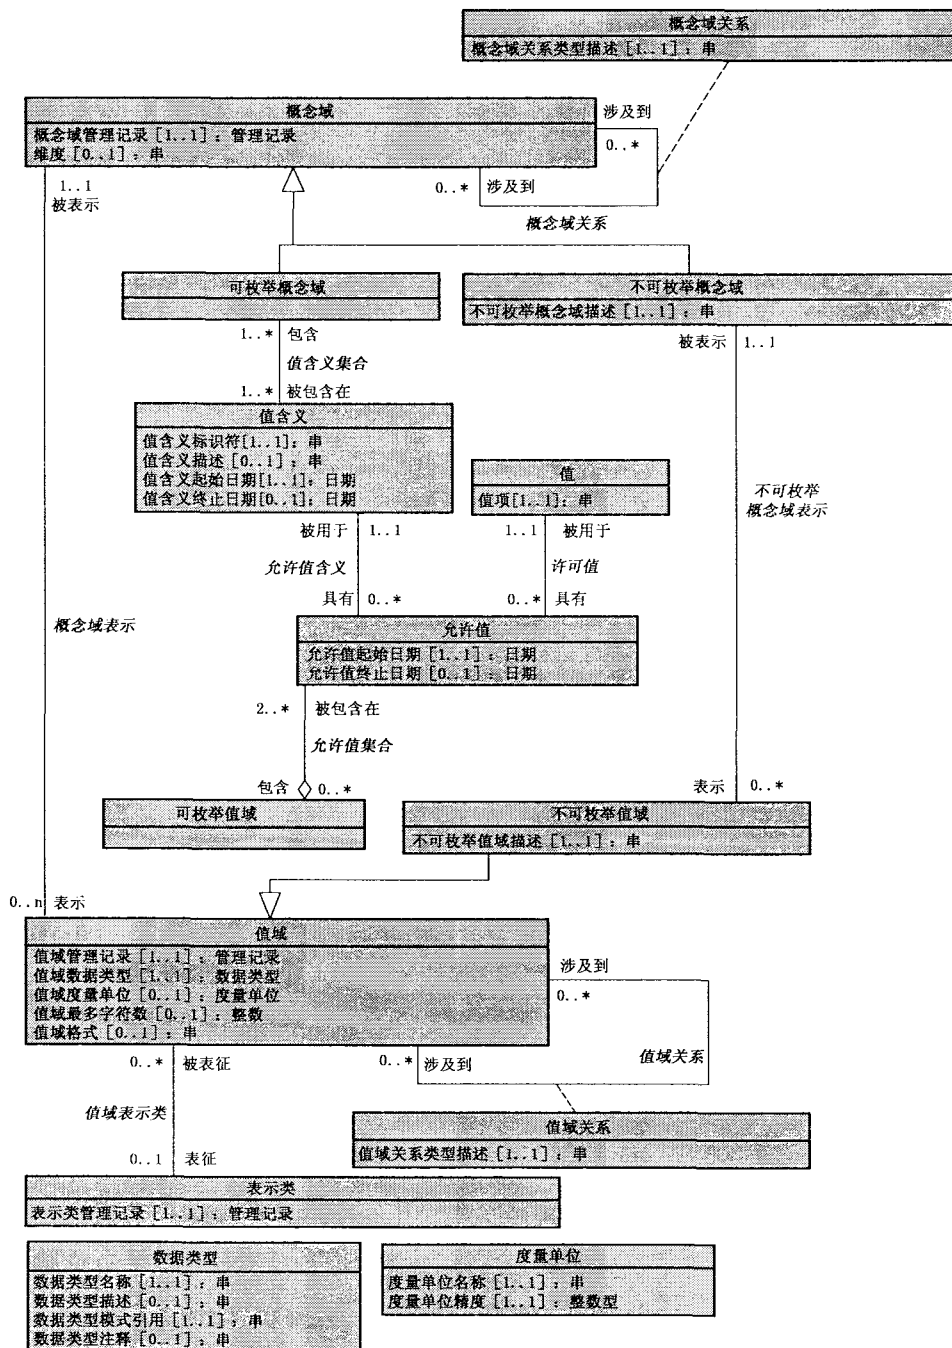 概念域关系
概念域关系类型描述 [1..1]：串
概念域
概念域管理记录 [1..1]：管理记录
维度 [0..1]：串
涉及到
0..*
1..1
被表示
0..* 涉及到
概念域关系
可枚举概念域
不可枚举概念域
不可枚举概念域描述 [1..1]：串
1..* 包含
被表示 1..1
值含义集合
1..* 被包含在
值含义
值含义标识符[1..1]：串
值含义描述 [0..1]：串
值含义起始日期[1..1]：日期
值含义终止日期[0..1]：日期
值
值项[1..1]：串
不可枚举
概念域表示
被用于 1..1
1..1 被用于
允许值含义
许可值
具有 0..*
0..* 具有
概念域表示
允许值
允许值起始日期 [1..1]：日期
允许值终止日期 [0..1]：日期
2..* 被包含在
允许值集合
包含 0..*
表示 0..*
可枚举值域
不可枚举值域
不可枚举值域描述 [1..1]：串
0..n 表示
值域
值域管理记录 [1..1]：管理记录
值域数据类型 [1..1]：数据类型
值域度量单位 [0..1]：度量单位
值域最多字符数 [0..1]：整数
值域格式 [0..1]：串
涉及到
0..*
0..* 被表征
0..* 涉及到
值域关系
值域表示类
值域关系
值域关系类型描述 [1..1]：串
0..1 表征
表示类
表示类管理记录 [1..1]：管理记录
数据类型
数据类型名称 [1..1]：串
数据类型描述 [0..1]：串
数据类型模式引用 [1..1]：串
数据类型注释 [0..1]：串
度量单位
度量单位名称 [1..1]：串
度量单位精度 [1..1]：整数型